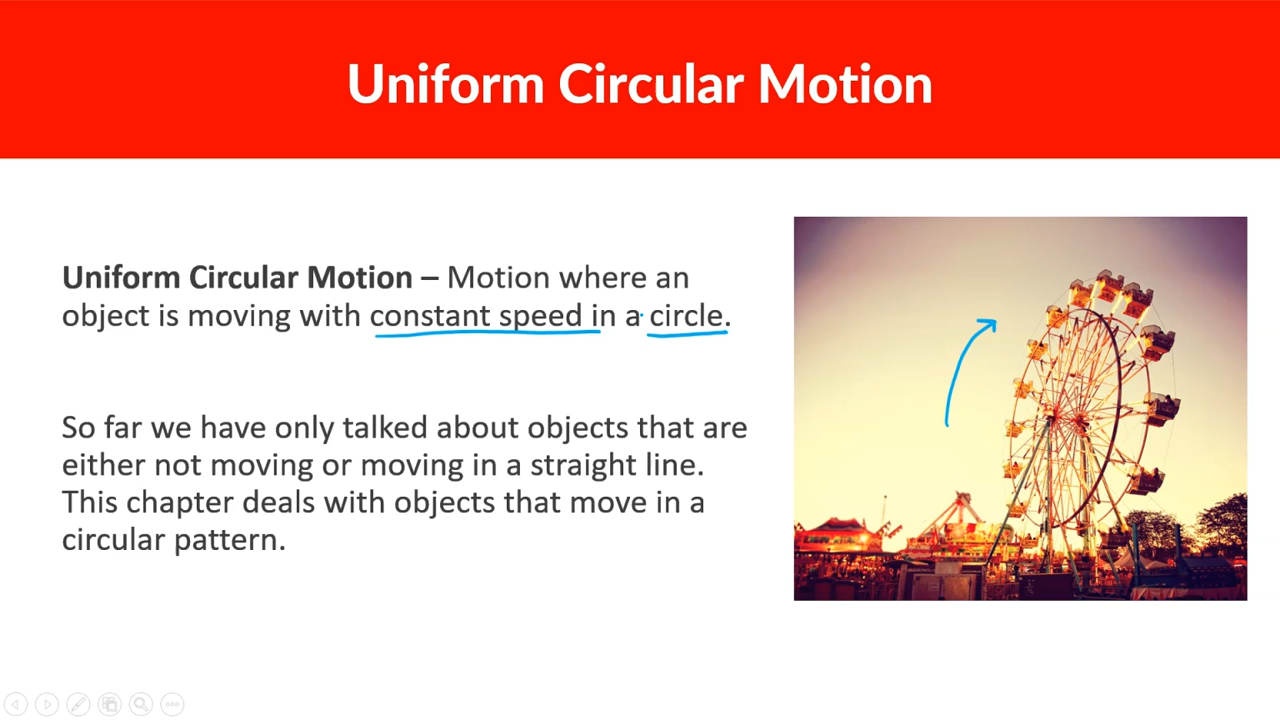 Uniform Circular Motion
Uniform Circular Motion – Motion where an
object is moving with constant speed in a circle.
So far we have only talked about objects that are
either not moving or moving in a straight line.
This chapter deals with objects that move in a
circular pattern.